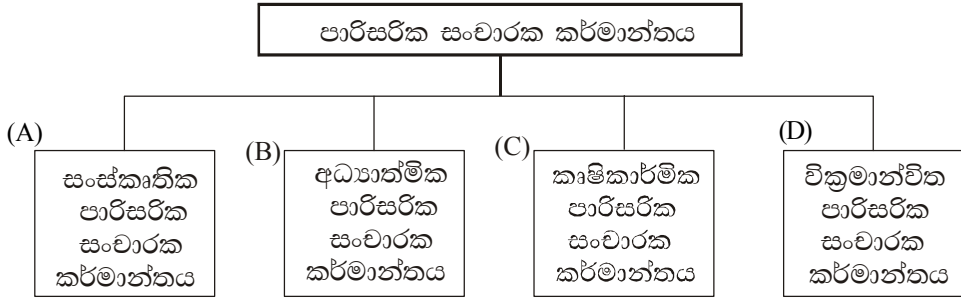 පාරිසරික සංචාරක කර්මාන්තය
(A)
සංස්කෘතික
පාරිසරික
සංචාරක
කර්මාන්තය
(B)
අධ්‍යාත්මික
පාරිසරික
සංචාරක
කර්මාන්තය
(C)
කෘෂිකාර්මික
පාරිසරික
සංචාරක
කර්මාන්තය
(D)
වික්‍රමාන්විත
පාරිසරික
සංචාරක
කර්මාන්තය